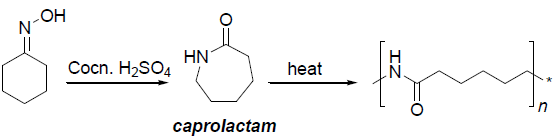 OH
N
Cocn. H2SO4
O
HN
caprolactam
heat
H
N
O
*
n